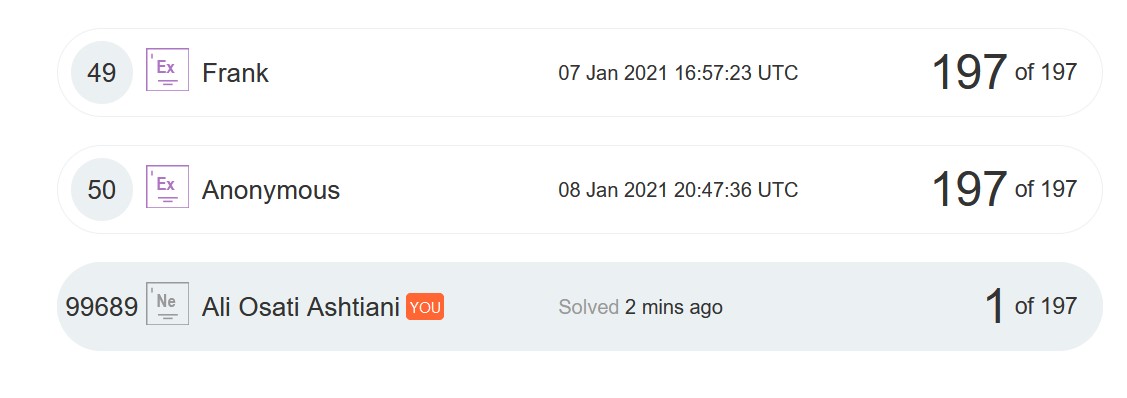 49 Ex Frank 07 Jan 2021 16:57:23 UTC 197 of 197
50 Ex Anonymous 08 Jan 2021 20:47:36 UTC 197 of 197
99689 Ne Ali Osati Ashtiani YOU Solved 2 mins ago 1 of 197